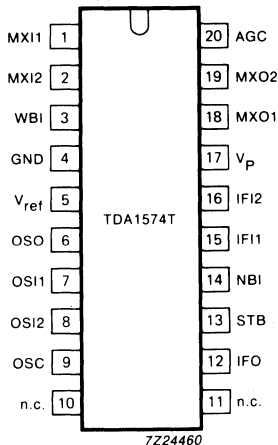 MXI1 1 20 AGC
MXI2 2 19 MXO2
WBI 3 18 MXO1
GND 4 17 Vp
Vref 5 16 IFI2
TDA1574T
OSO 6 15 IFI1
OSI1 7 14 NBI
OSI2 8 13 STB
OSC 9 12 IFO
n.c. 10 11 n.c.
7Z24460